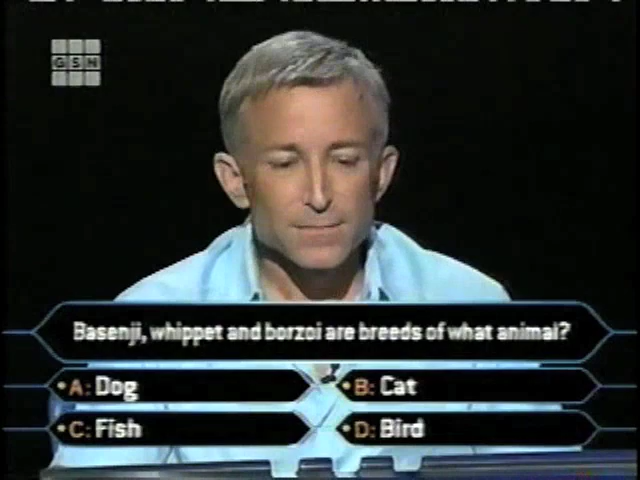 GSN
Basenji, whippet and borzoi are breeds of what animal?
A: Dog
B: Cat
C: Fish
D: Bird